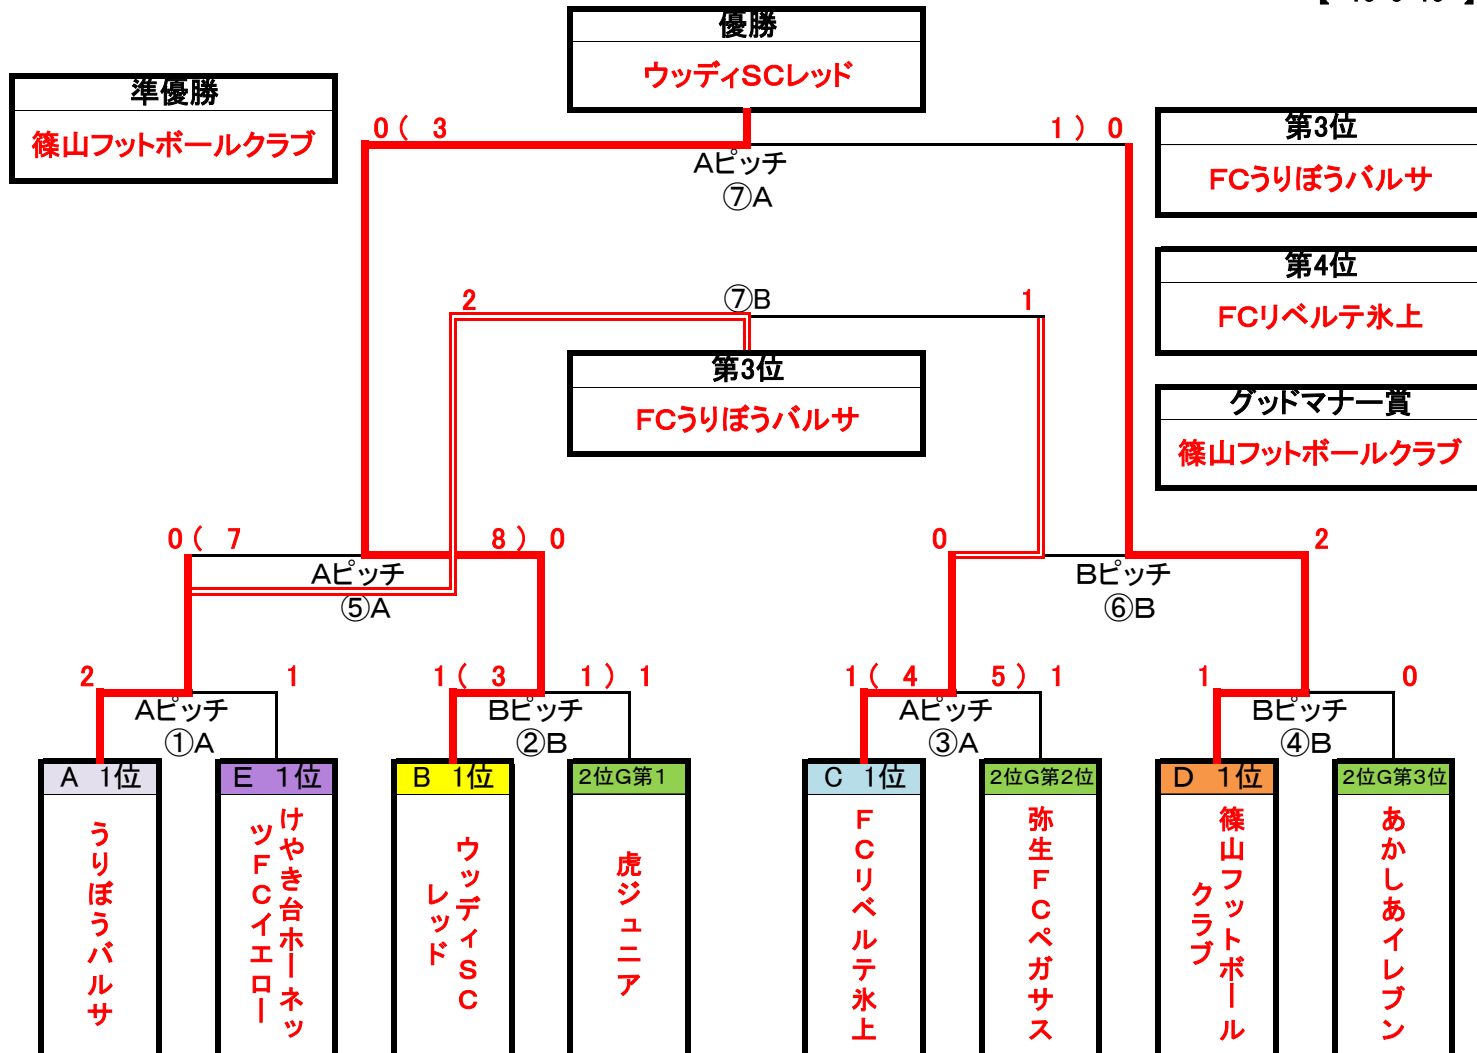 優勝
ウッディSCレッド
準優勝
篠山フットボールクラブ
0( 3
1) 0
Aピッチ
⑦A
第3位
FCうりぼうバルサ
第4位
FCリベルテ氷上
グッドマナー賞
篠山フットボールクラブ
2
⑦B
1
第3位
FCうりぼうバルサ
0( 7
8) 0
Aピッチ
⑤A
0
2
Bピッチ
⑥B
2
1
Aピッチ
①A
1( 3
1) 1
Bピッチ
②B
1( 4
5) 1
Aピッチ
③A
1
0
Bピッチ
④B
A 1位
E 1位
B 1位
2位G第1
C 1位
2位G第2位
D 1位
2位G第3位
うりぼうバルサ
けやき台ホーネッ
ツFCイエロー
ウッディSC
レッド
虎ジュニア
FCリベルテ氷上
弥生FCペガサス
篠山フットボール
クラブ
あかしあイレブン